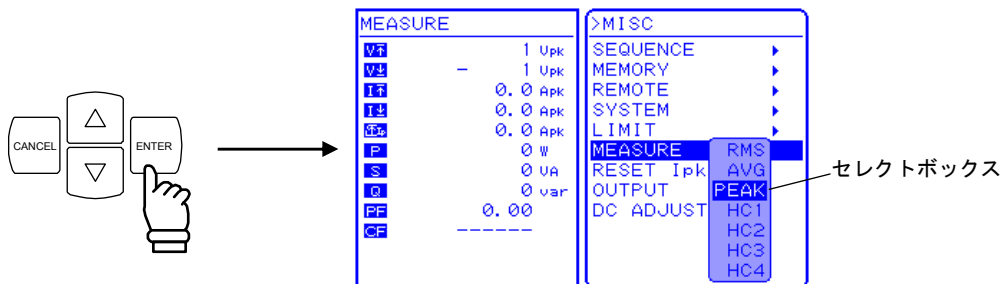 CANCEL
ENTER
MEASURE
1 Vpk
- 1 Vpk
0.0 Apk
0.0 Apk
0.0 Apk
P 0 W
S 0 VA
Q 0 var
PF 0.00
CF ------
>MISC
SEQUENCE
MEMORY
REMOTE
SYSTEM
LIMIT
MEASURE RMS
RESET Ipk AVG
OUTPUT PEAK
DC ADJUST HC1
HC2
HC3
HC4
セレクトボックス